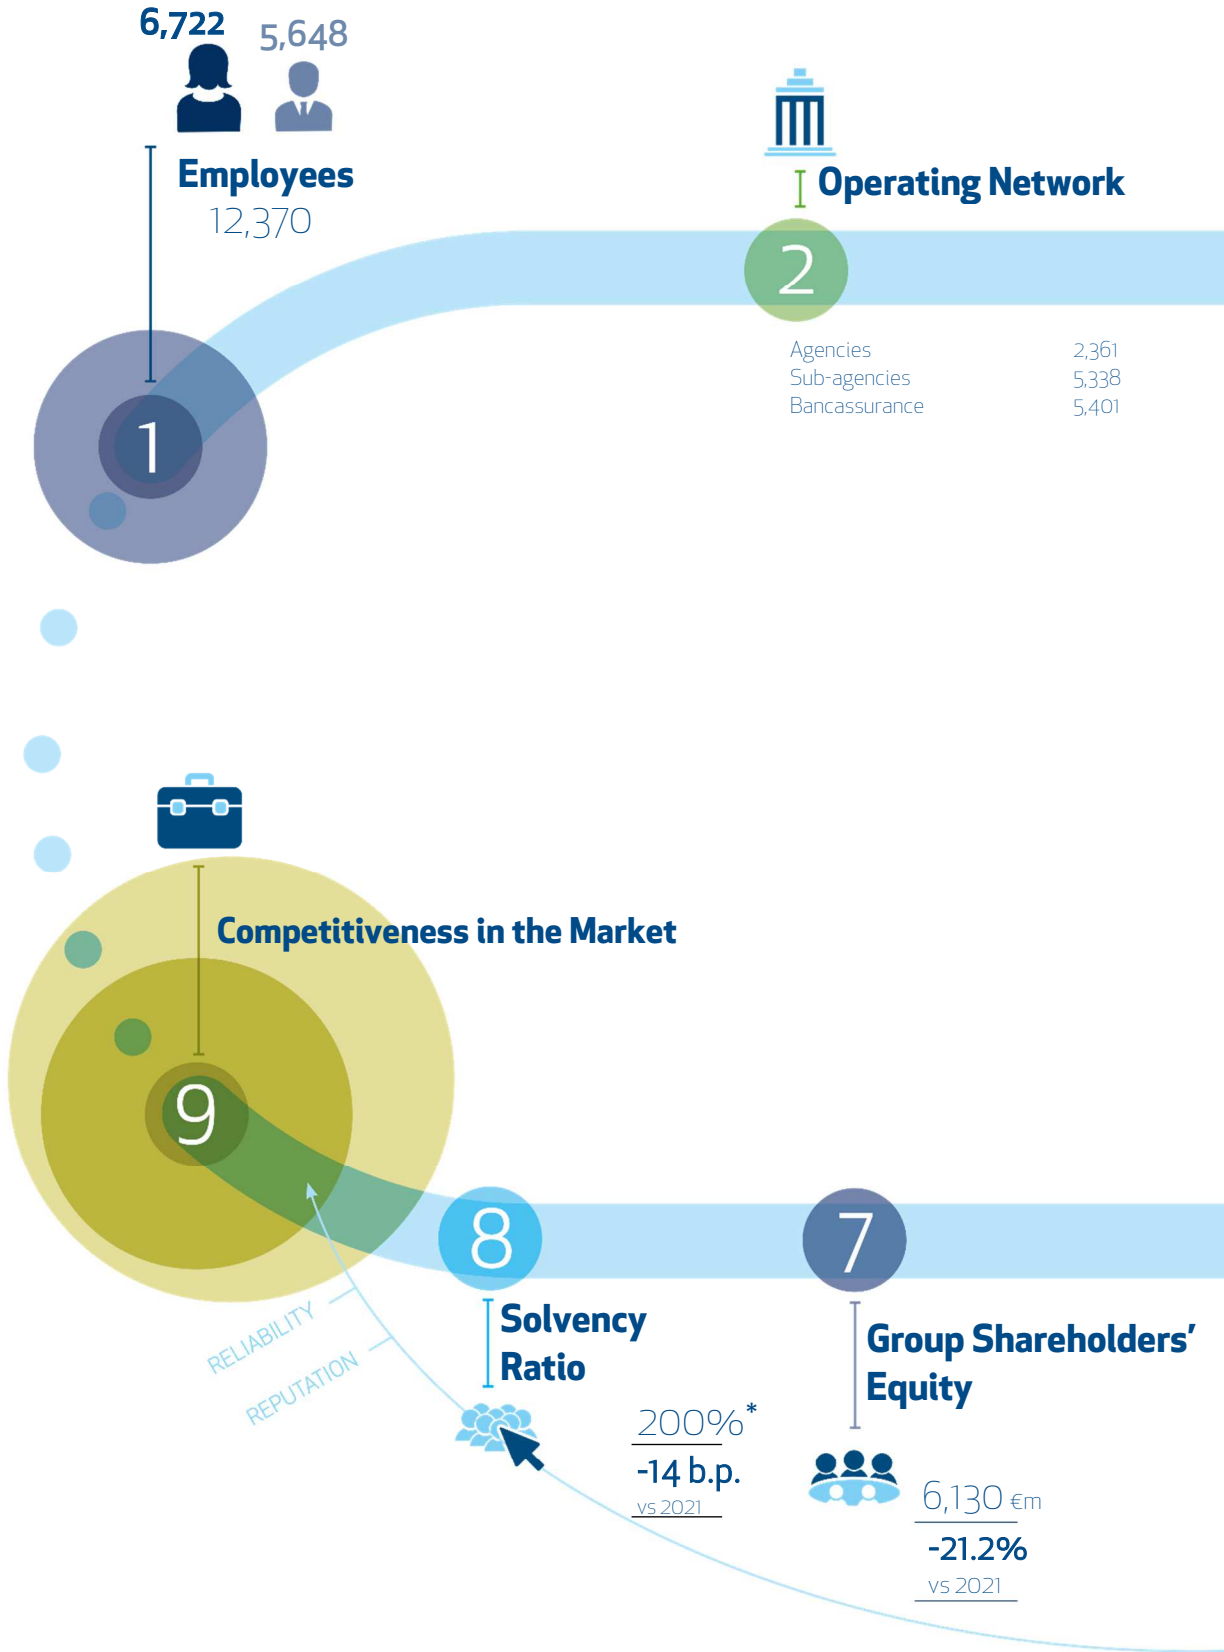 6,722
5,648
Employees
12,370
Operating Network
1
2
Agencies 2,361
Sub-agencies 5,338
Bancassurance 5,401
Competitiveness in the Market
9
8
7
RELIABILITY
REPUTATION
Solvency
Ratio
200%*
-14 b.p.
vs 2021
Group Shareholders'
Equity
6,130 €m
-21.2%
vs 2021